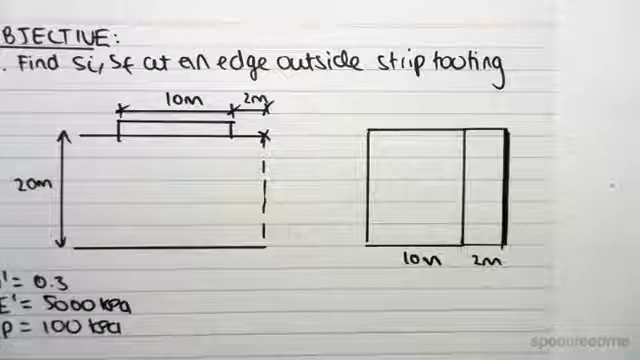 BJECTIVE:
. Find Si, Sf at an edge outside strip footing
10m 2m
20m
10m 2m
' = 0.3
E' = 5000 kPa
p = 100 kPa
spoonfeedme